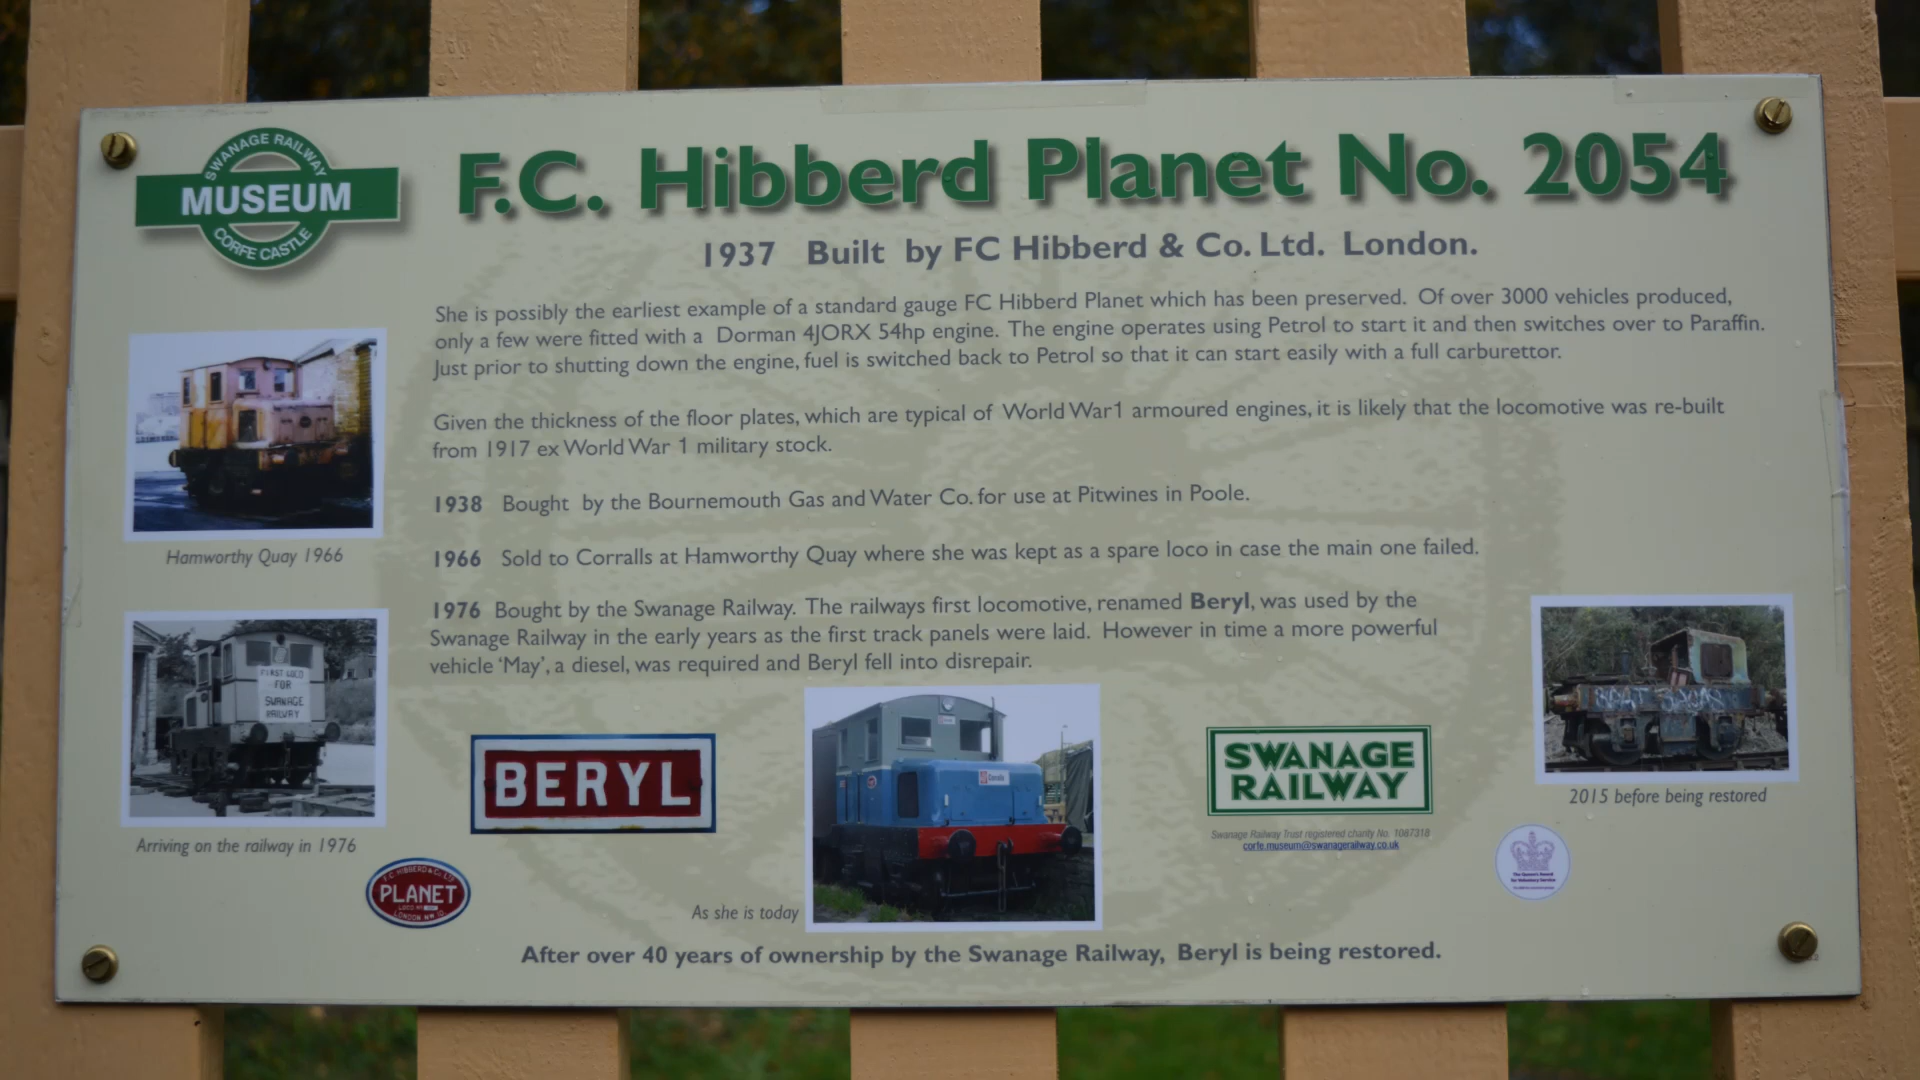 SWANAGE RAILWAY
MUSEUM
CORFE CASTLE
F.C. Hibberd Planet No. 2054
1937 Built by FC Hibberd & Co. Ltd. London.
She is possibly the earliest example of a standard gauge FC Hibberd Planet which has been preserved. Of over 3000 vehicles produced,
only a few were fitted with a Dorman 4JORX 54hp engine. The engine operates using Petrol to start it and then switches over to Paraffin.
Just prior to shutting down the engine, fuel is switched back to Petrol so that it can start easily with a full carburettor.
Given the thickness of the floor plates, which are typical of World War1 armoured engines, it is likely that the locomotive was re-built
from 1917 ex World War 1 military stock.
1938 Bought by the Bournemouth Gas and Water Co. for use at Pitwines in Poole.
1966 Sold to Corralls at Hamworthy Quay where she was kept as a spare loco in case the main one failed.
1976 Bought by the Swanage Railway. The railways first locomotive, renamed Beryl, was used by the
Swanage Railway in the early years as the first track panels were laid. However in time a more powerful
vehicle 'May', a diesel, was required and Beryl fell into disrepair.
Hamworthy Quay 1966
FIRST LOCO
FOR
SWANAGE
RAILWAY
Arriving on the railway in 1976
F.C. HIBBERD & Co. LTD
PLANET
LONDON NW 10
BERYL
Corralls
As she is today
SWANAGE
RAILWAY
Swanage Railway Trust registered charity No. 1087318
corfe.museum@swanagerailway.co.uk
2015 before being restored
The Queen's Award
for Voluntary Service
After over 40 years of ownership by the Swanage Railway, Beryl is being restored.